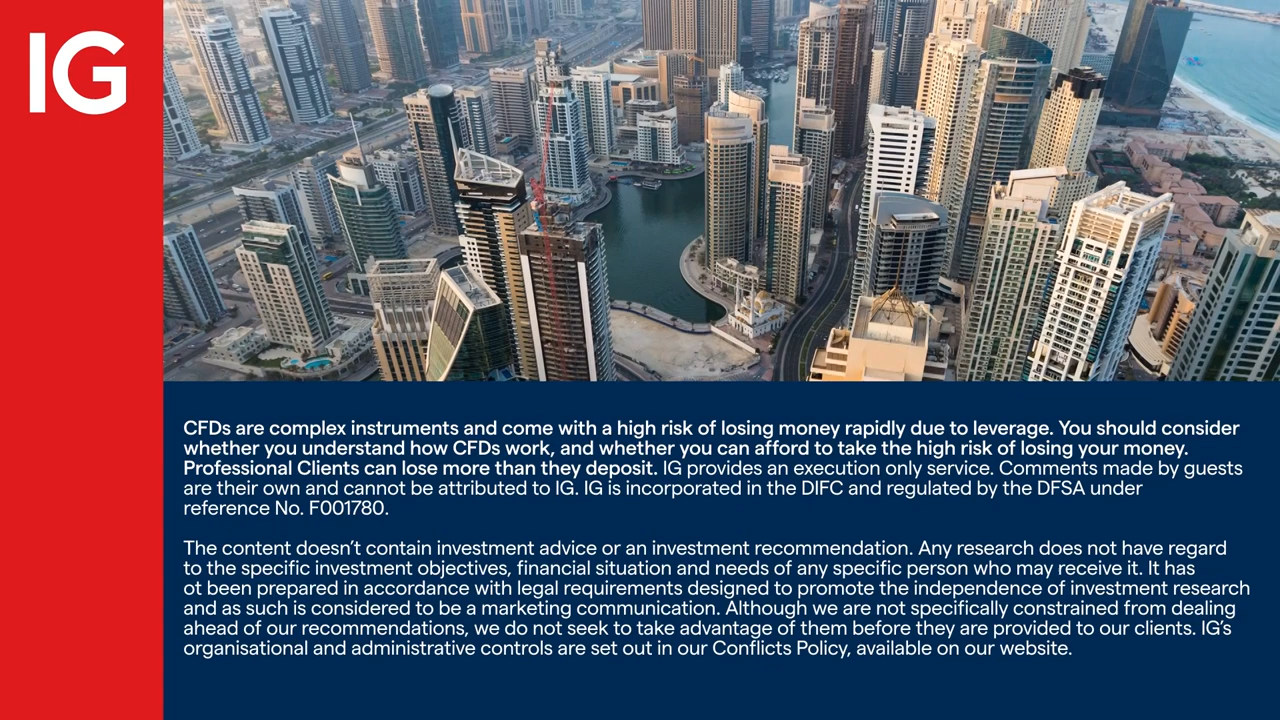 IG
CFDs are complex instruments and come with a high risk of losing money rapidly due to leverage. You should consider
whether you understand how CFDs work, and whether you can afford to take the high risk of losing your money.
Professional Clients can lose more than they deposit. IG provides an execution only service. Comments made by guests
are their own and cannot be attributed to IG. IG is incorporated in the DIFC and regulated by the DFSA under
reference No. F001780.
The content doesn’t contain investment advice or an investment recommendation. Any research does not have regard
to the specific investment objectives, financial situation and needs of any specific person who may receive it. It has
ot been prepared in accordance with legal requirements designed to promote the independence of investment research
and as such is considered to be a marketing communication. Although we are not specifically constrained from dealing
ahead of our recommendations, we do not seek to take advantage of them before they are provided to our clients. IG’s
organisational and administrative controls are set out in our Conflicts Policy, available on our website.